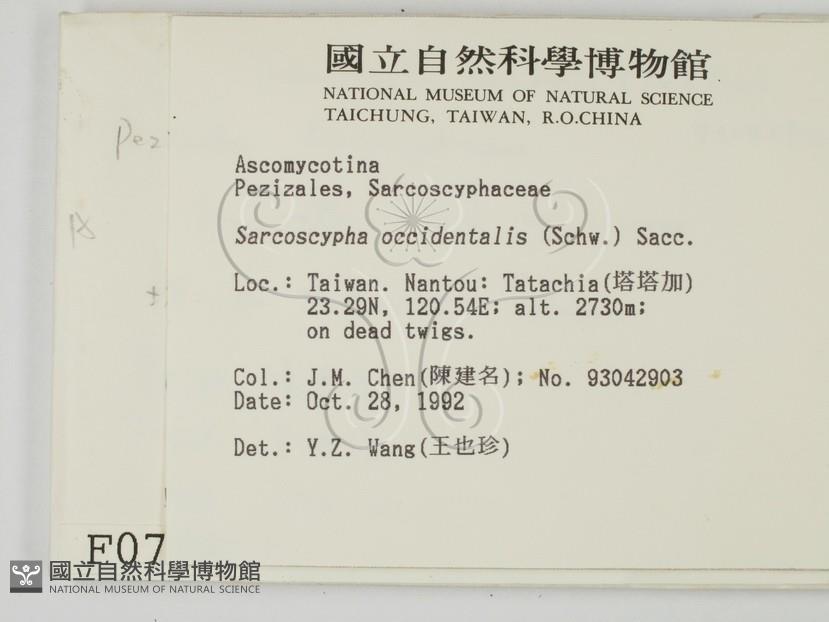 國立自然科學博物館
NATIONAL MUSEUM OF NATURAL SCIENCE
TAICHUNG, TAIWAN, R.O.CHINA
Pez
Ascomycotina
Pezizales, Sarcoscyphaceae
Sarcoscypha occidentalis (Schw.) Sacc.
Loc.: Taiwan. Nantou: Tatachia(塔塔加)
23.29N, 120.54E; alt. 2730m;
on dead twigs.
Col.: J.M. Chen(陳建名); No. 93042903
Date: Oct. 28, 1992
Det.: Y.Z. Wang(王也珍)
F07
國立自然科學博物館
NATIONAL MUSEUM OF NATURAL SCIENCE